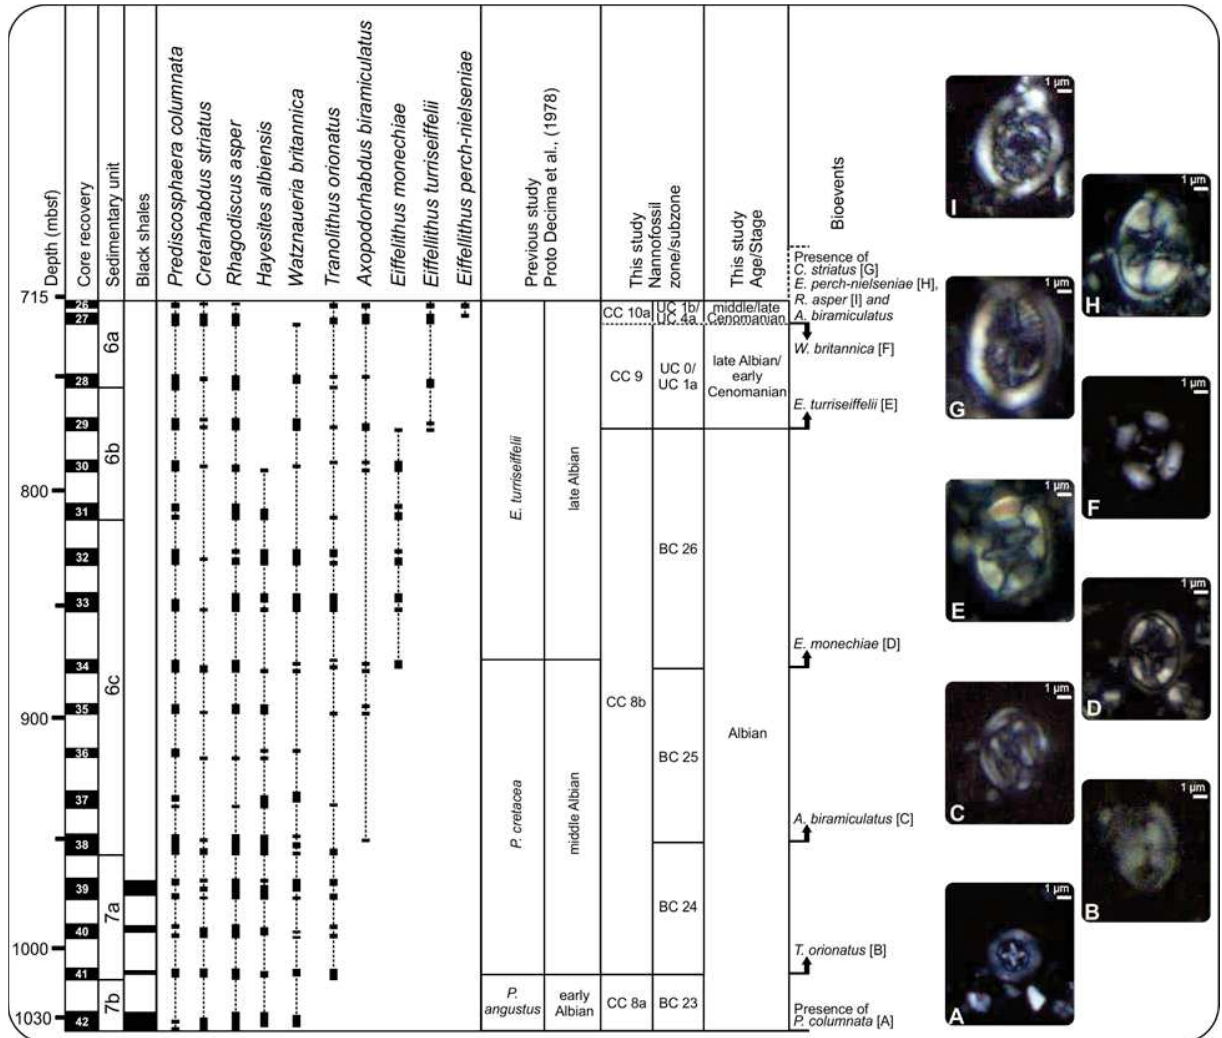 Depth (mbsf)
Core recovery
Sedimentary unit
Black shales
Prediscosphaera columnata
Cretarhabdus striatus
Rhagodiscus asper
Hayesites albiensis
Watznaueria britannica
Tranolithus orionatus
Axopodorhabdus biramiculatus
Eiffelithus monechiae
Eiffellithus turriseiffelii
Eiffellithus perch-nielseniae
Previous study
Proto Decima et al., (1978)
This study
Nannofossil
zone/subzone
This study
Age/Stage
Bioevents
715
800
900
1000
1030
26
27
28
29
30
31
32
33
34
35
36
37
38
39
40
41
42
6a
6b
6c
7a
7b
E. turriseiffelii
P. cretacea
P.
angustus
late Albian
middle Albian
early
Albian
CC 10a
CC 9
CC 8b
CC 8a
UC 1b/
UC 4a
UC 0/
UC 1a
BC 26
BC 25
BC 24
BC 23
middle/late
Cenomanian
late Albian/
early
Cenomanian
Albian
Presence of
C. striatus [G]
E. perch-nielseniae [H],
R. asper [I] and
A. biramiculatus
W. britannica [F]
E. turriseiffelii [E]
E. monechiae [D]
A. biramiculatus [C]
T. orionatus [B]
Presence of
P. columnata [A]
1 µm
I
1 µm
H
1 µm
G
1 µm
F
1 µm
E
1 µm
D
1 µm
C
1 µm
B
1 µm
A